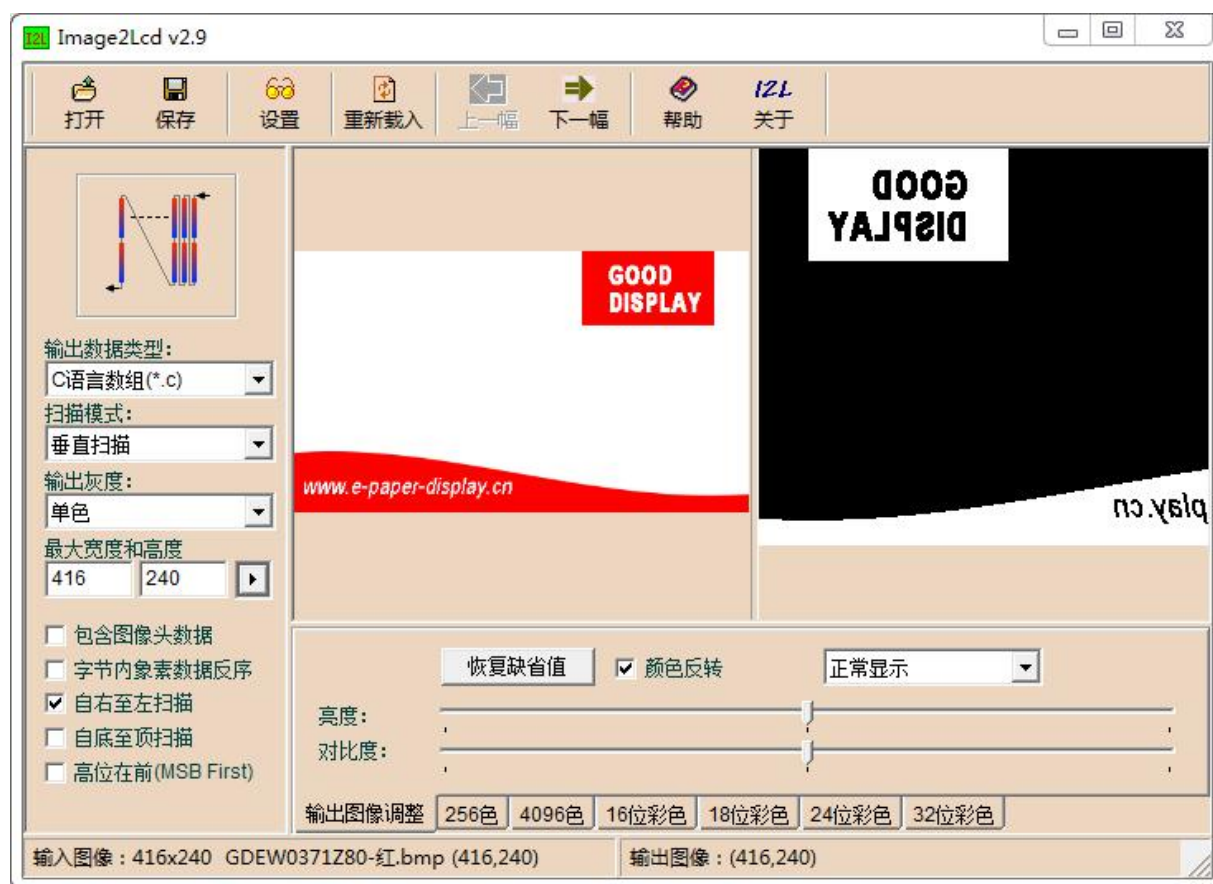 I2L Image2Lcd v2.9
打开 保存 设置 重新载入 上一幅 下一幅 帮助 I2L 关于
输出数据类型：
C语言数组(*.c)
扫描模式：
垂直扫描
输出灰度：
单色
最大宽度和高度
416 240
包含图像头数据
字节内象素数据反序
自右至左扫描
自底至顶扫描
高位在前(MSB First)
GOOD
DISPLAY
www.e-paper-display.cn
GOOD
DISPLAY
play.cn
恢复缺省值 颜色反转 正常显示
亮度：
对比度：
输出图像调整 256色 4096色 16位彩色 18位彩色 24位彩色 32位彩色
输入图像：416x240 GDEW0371Z80-红.bmp (416,240) 输出图像：(416,240)